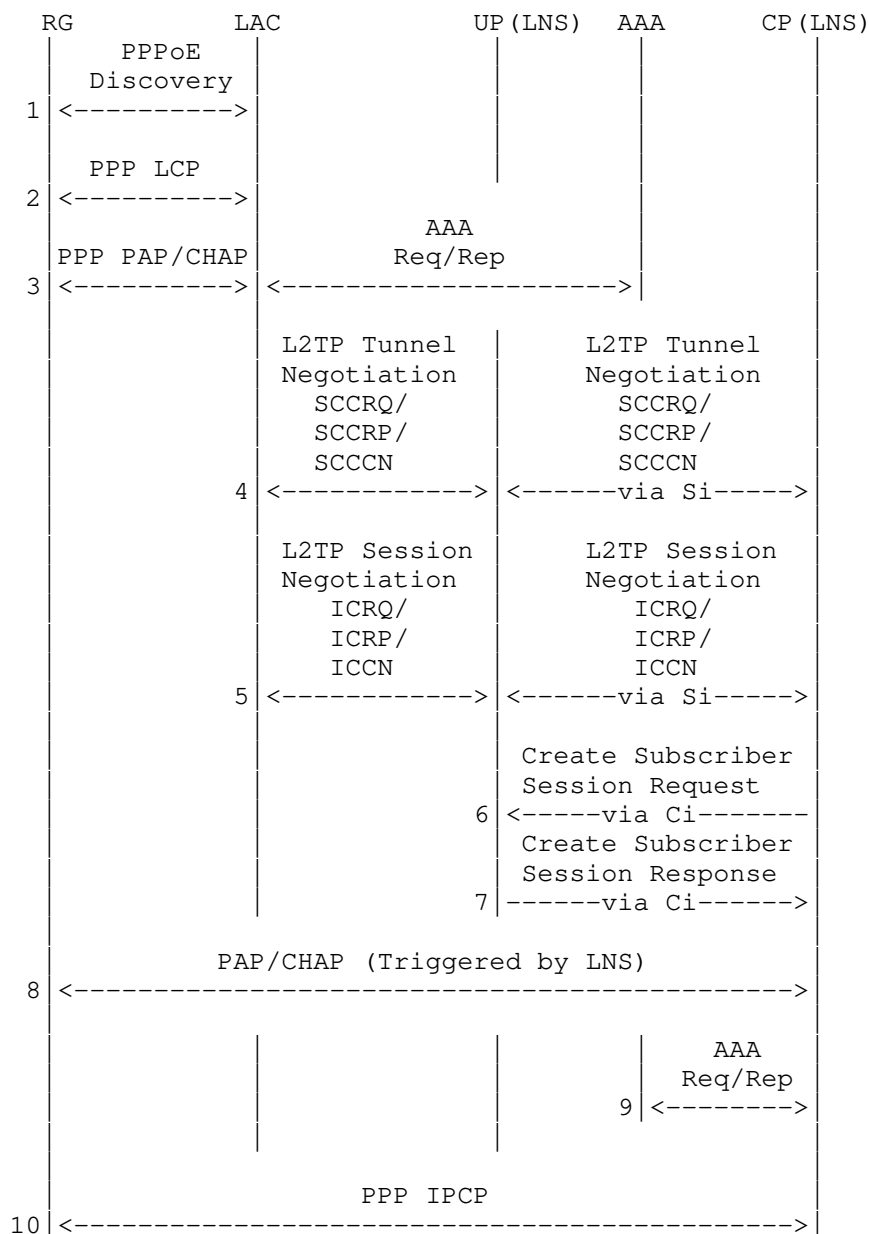 RG LAC UP(LNS) AAA CP(LNS)
PPPoE
Discovery
1 <---------->
PPP LCP
2 <---------->
AAA
PPP PAP/CHAP Req/Rep
3 <----------> <--------------------->
L2TP Tunnel L2TP Tunnel
Negotiation Negotiation
SCCRQ/ SCCRQ/
SCCRP/ SCCRP/
SCCCN SCCCN
4 <------------> <------via Si----->
L2TP Session L2TP Session
Negotiation Negotiation
ICRQ/ ICRQ/
ICRP/ ICRP/
ICCN ICCN
5 <------------> <------via Si----->
Create Subscriber
Session Request
6 <-----via Ci-------
Create Subscriber
Session Response
7 ------via Ci------>
PAP/CHAP (Triggered by LNS)
8 <--------------------------------------------->
AAA
Req/Rep
9 <-------->
PPP IPCP
10 <--------------------------------------------->